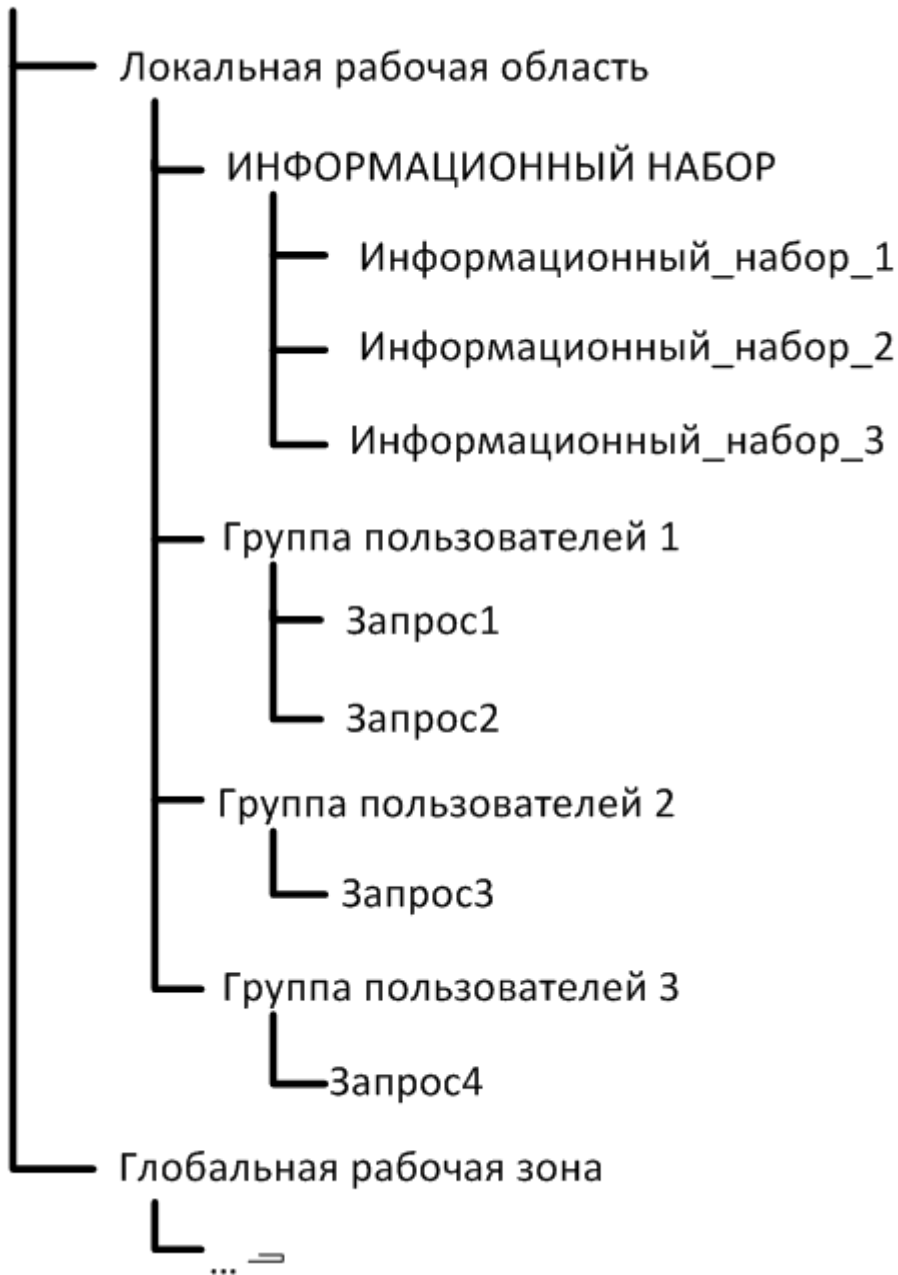 Локальная рабочая область
ИНФОРМАЦИОННЫЙ НАБОР
Информационный_набор_1
Информационный_набор_2
Информационный_набор_3
Группа пользователей 1
Запрос1
Запрос2
Группа пользователей 2
Запрос3
Группа пользователей 3
Запрос4
Глобальная рабочая зона
...